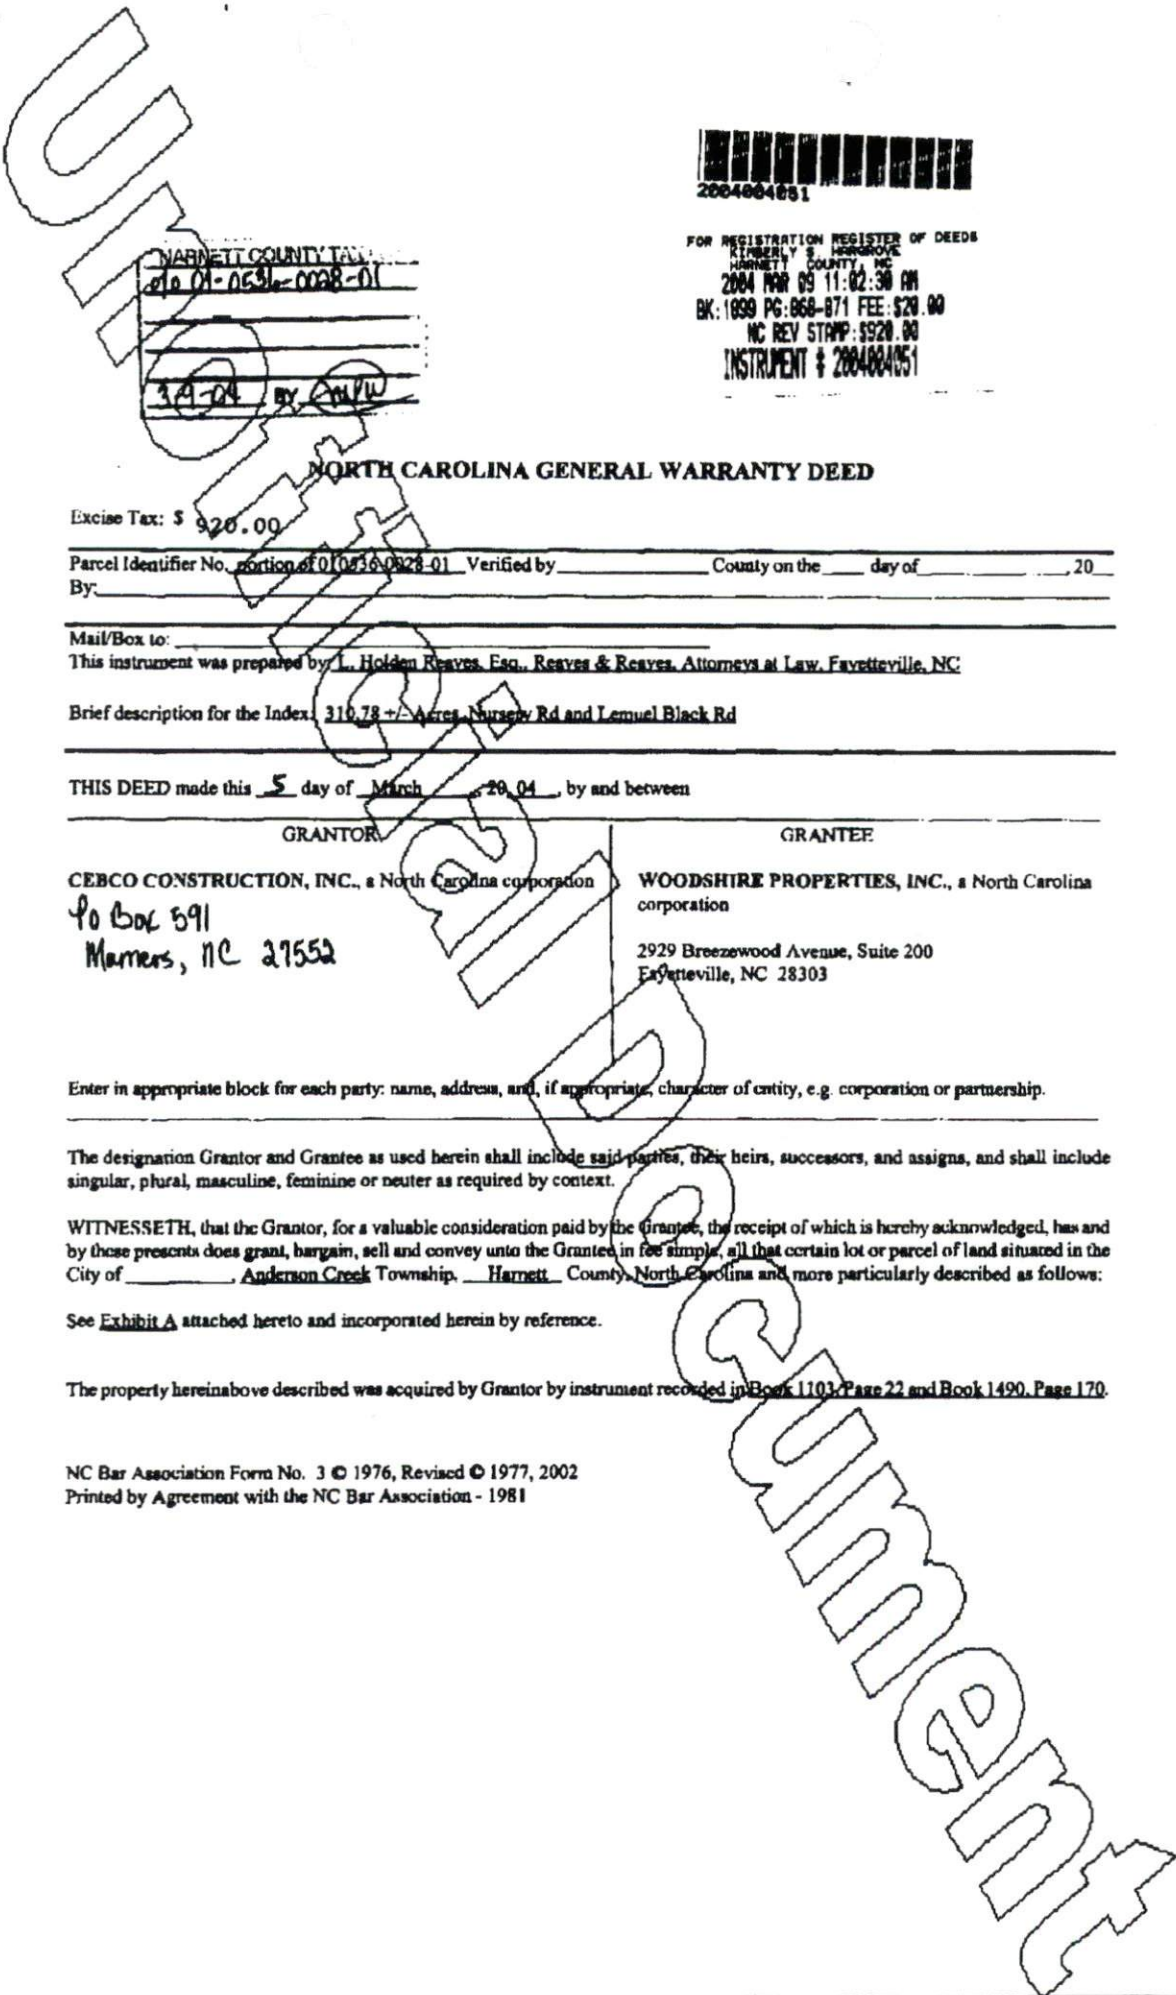 2004004051
FOR REGISTRATION REGISTER OF DEEDS
KIMBERLY S. HARGROVE
HARNETT COUNTY, NC
2004 MAR 09 11:02:30 AM
BK:1899 PG:868-871 FEE:$20.00
NC REV STAMP:$920.00
INSTRUMENT # 2004004051
HARNETT COUNTY TAX
01-0536-0028-01
3-9-04 BY
NORTH CAROLINA GENERAL WARRANTY DEED
Excise Tax: $ 920.00
Parcel Identifier No. portion of 010536-0028-01 Verified by ________ County on the ____ day of ________, 20__
By: ________
Mail/Box to: ________
This instrument was prepared by: L. Holden Reaves, Esq., Reaves & Reaves, Attorneys at Law, Fayetteville, NC
Brief description for the Index: 310.78 +/- Acres, Nursery Rd and Lemuel Black Rd
THIS DEED made this 5 day of March, 20 04, by and between
GRANTOR
GRANTEE
CEBCO CONSTRUCTION, INC., a North Carolina corporation
PO Box 591
Mamers, NC 27552
WOODSHIRE PROPERTIES, INC., a North Carolina
corporation
2929 Breezewood Avenue, Suite 200
Fayetteville, NC 28303
Enter in appropriate block for each party: name, address, and, if appropriate, character of entity, e.g. corporation or partnership.
The designation Grantor and Grantee as used herein shall include said parties, their heirs, successors, and assigns, and shall include
singular, plural, masculine, feminine or neuter as required by context.
WITNESSETH, that the Grantor, for a valuable consideration paid by the Grantee, the receipt of which is hereby acknowledged, has and
by these presents does grant, bargain, sell and convey unto the Grantee in fee simple, all that certain lot or parcel of land situated in the
City of ________, Anderson Creek Township, Harnett County, North Carolina and more particularly described as follows:
See Exhibit A attached hereto and incorporated herein by reference.
The property hereinabove described was acquired by Grantor by instrument recorded in Book 1103, Page 22 and Book 1490, Page 170.
NC Bar Association Form No. 3 © 1976, Revised © 1977, 2002
Printed by Agreement with the NC Bar Association - 1981
Unofficial Document